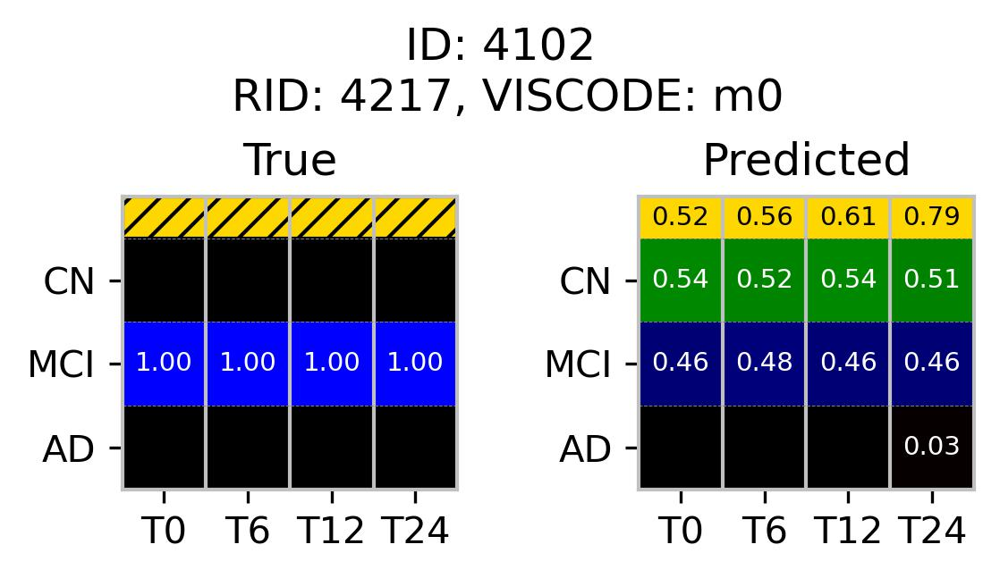 ID: 4102
RID: 4217, VISCODE: m0
True
CN
MCI 1.00 1.00 1.00 1.00
AD
T0 T6 T12 T24
Predicted
0.52 0.56 0.61 0.79
CN 0.54 0.52 0.54 0.51
MCI 0.46 0.48 0.46 0.46
AD 0.03
T0 T6 T12 T24